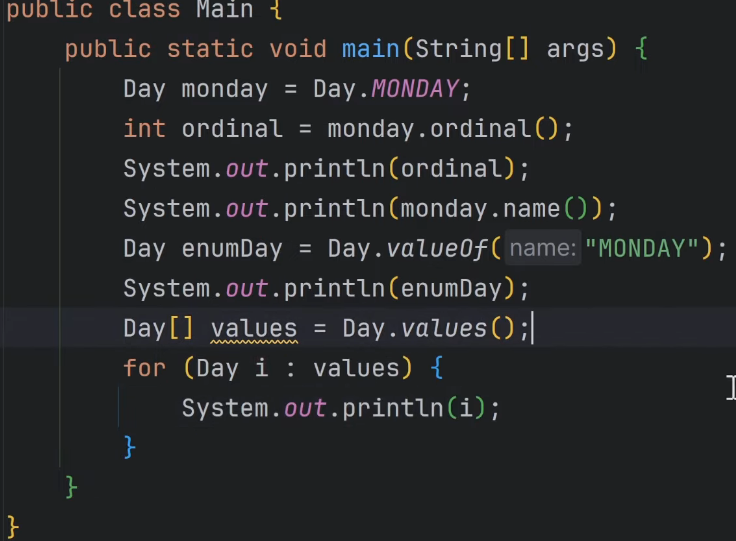 public class Main {
public static void main(String[] args) {
Day monday = Day.MONDAY;
int ordinal = monday.ordinal();
System.out.println(ordinal);
System.out.println(monday.name());
Day enumDay = Day.valueOf( name: "MONDAY");
System.out.println(enumDay);
Day[] values = Day.values();
for (Day i : values) {
System.out.println(i);
}
}
}